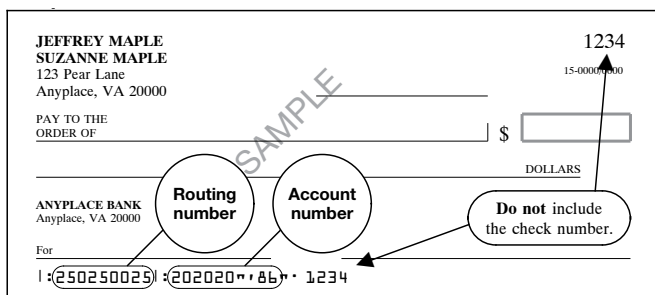 JEFFREY MAPLE
SUZANNE MAPLE
123 Pear Lane
Anyplace, VA 20000
1234
15-0000/0000
PAY TO THE
ORDER OF
$
SAMPLE
DOLLARS
ANYPLACE BANK
Anyplace, VA 20000
Routing
number
Account
number
Do not include
the check number.
For
|:250250025|:202020"'86"· 1234